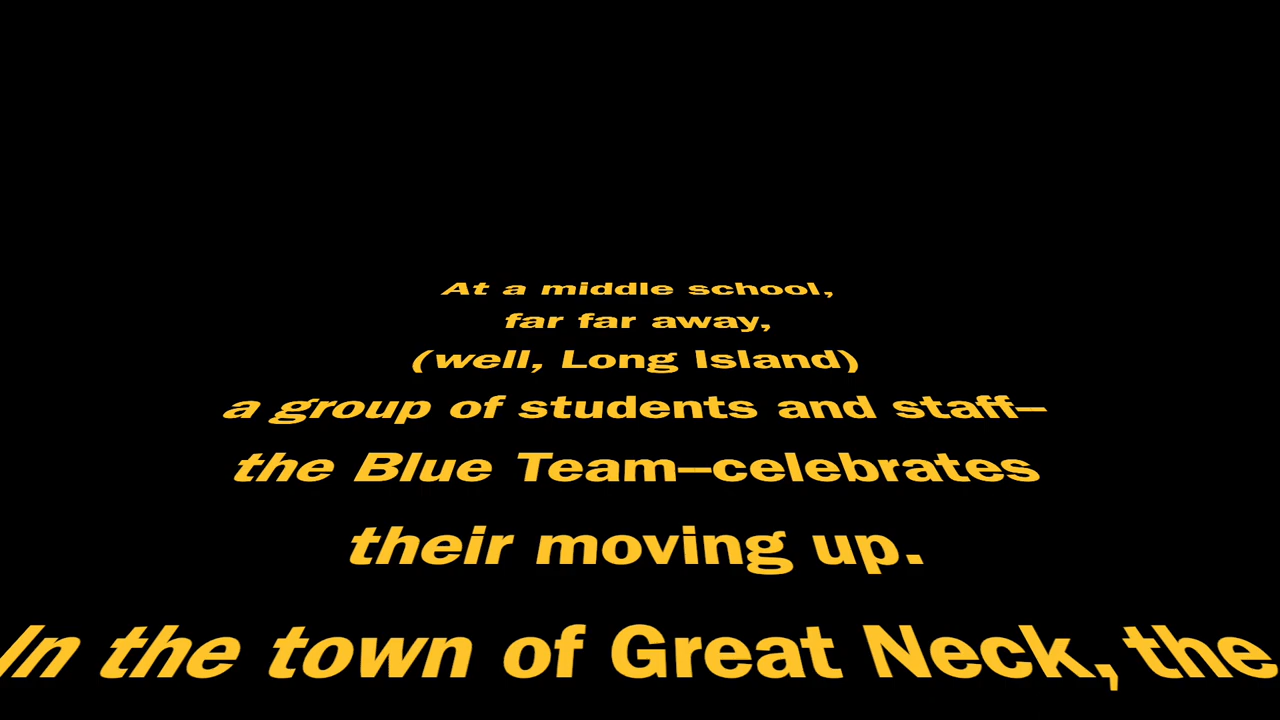 At a middle school,
far far away,
(well, Long Island)
a group of students and staff—
the Blue Team—celebrates
their moving up.
In the town of Great Neck, the